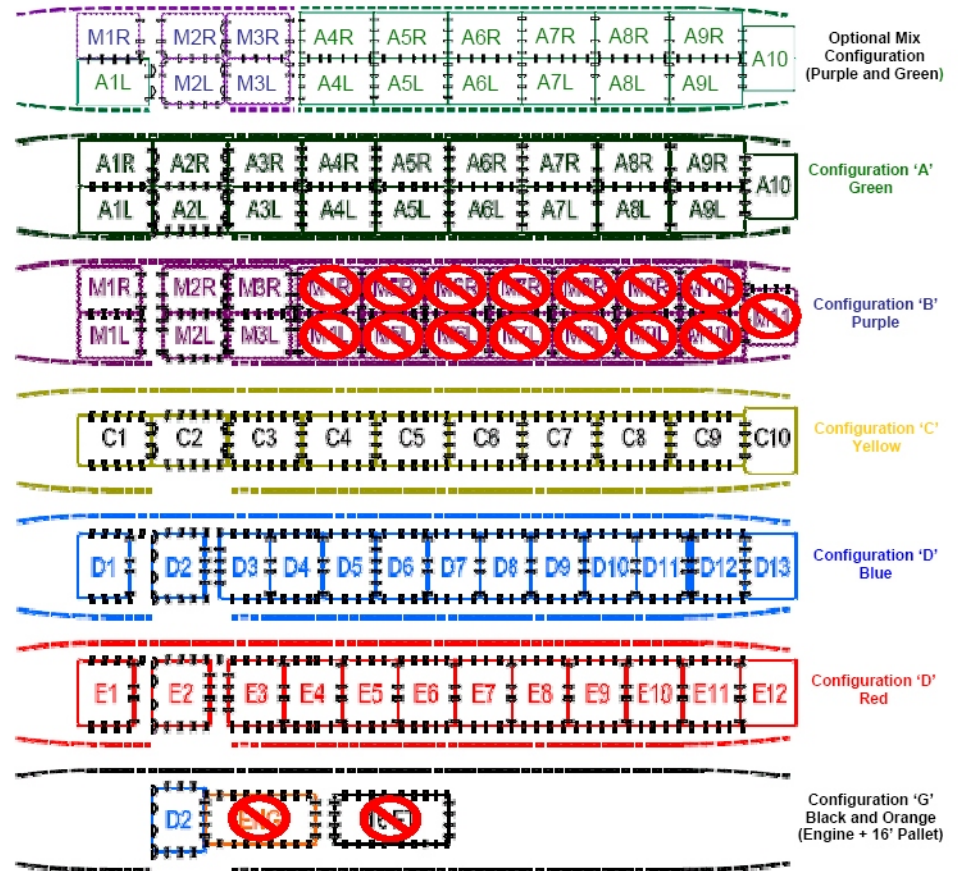 M1R M2R M3R A4R A5R A6R A7R A8R A9R
A10
A1L M2L M3L A4L A5L A6L A7L A8L A9L
Optional Mix
Configuration
(Purple and Green)
A1R A2R A3R A4R A5R A6R A7R A8R A9R
A10
A1L A2L A3L A4L A5L A6L A7L A8L A9L
Configuration ‘A’
Green
M1R M2R M3R
M1L M2L M3L
Configuration ‘B’
Purple
C1 C2 C3 C4 C5 C6 C7 C8 C9 C10
Configuration ‘C’
Yellow
D1 D2 D3 D4 D5 D6 D7 D8 D9 D10 D11 D12 D13
Configuration ‘D’
Blue
E1 E2 E3 E4 E5 E6 E7 E8 E9 E10 E11 E12
Configuration ‘D’
Red
D2 ENG
Configuration ‘G’
Black and Orange
(Engine + 16’ Pallet)